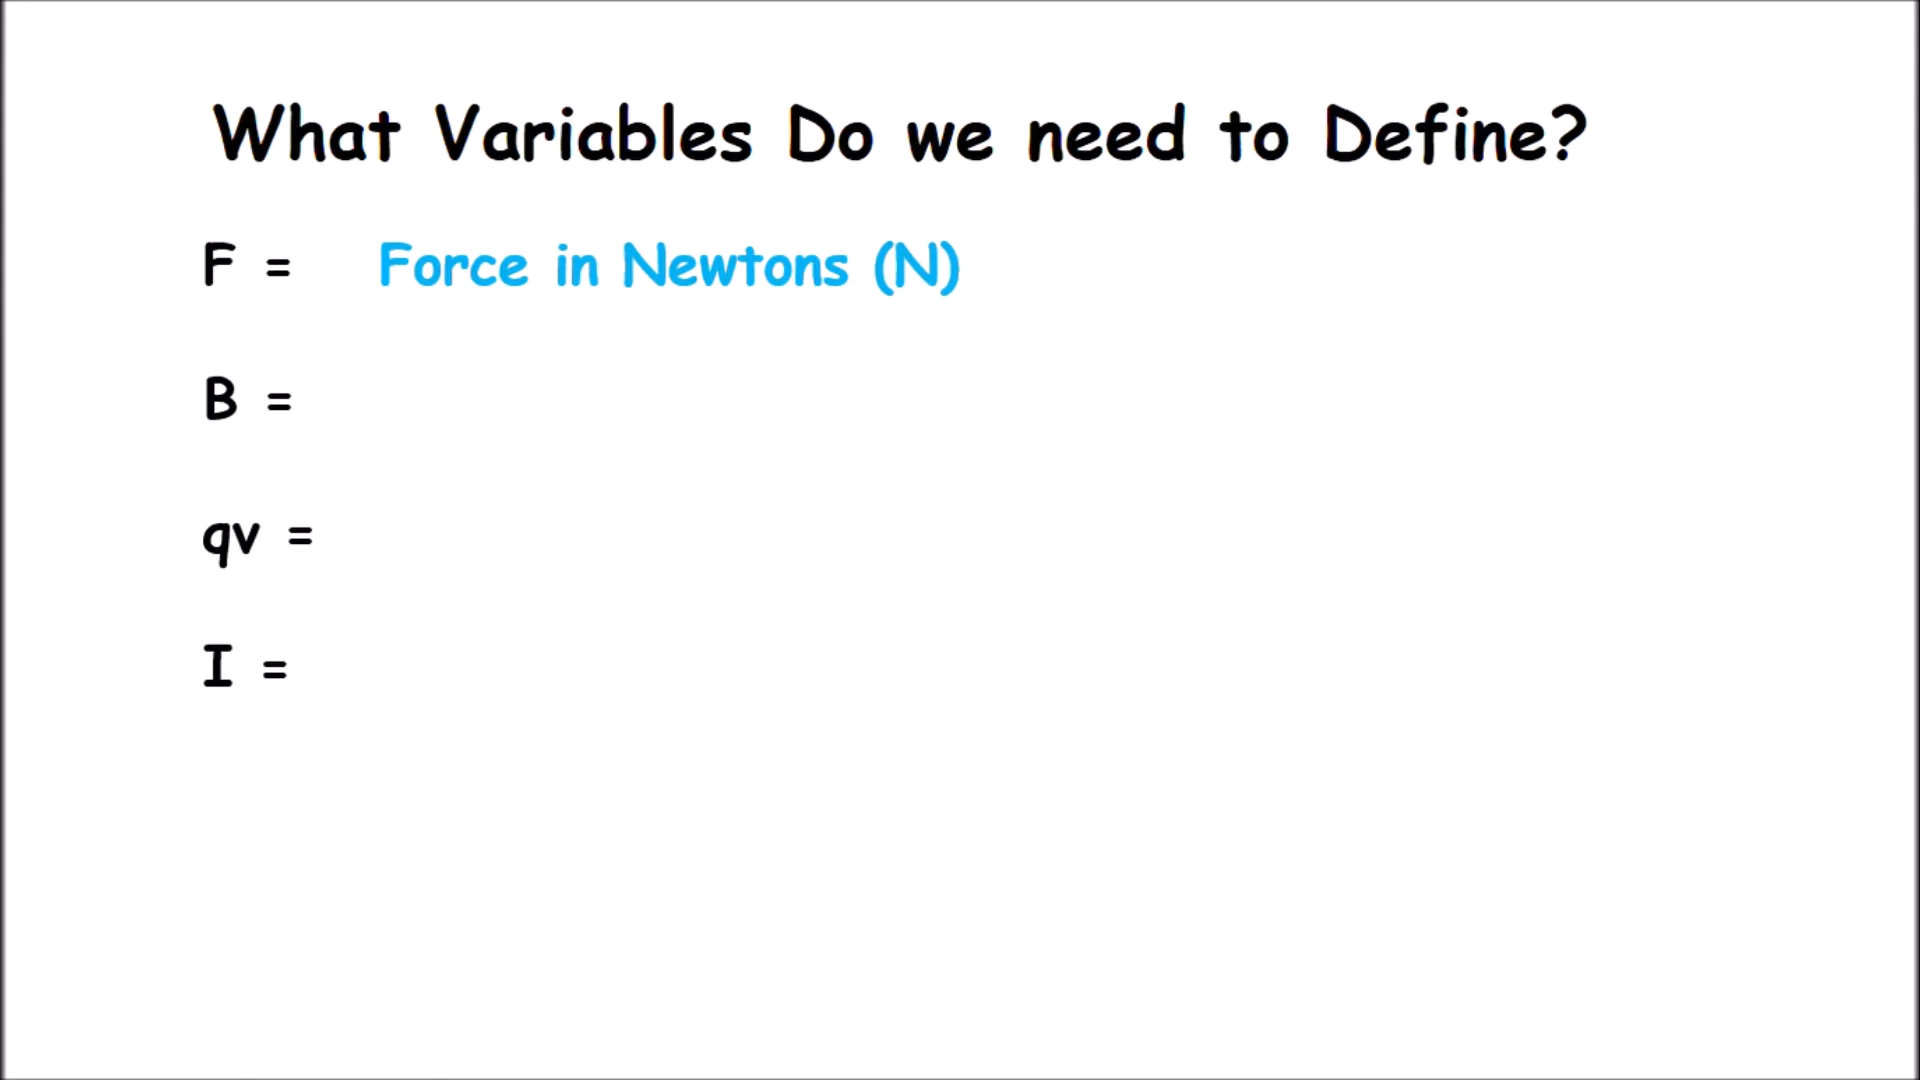 What Variables Do we need to Define?
F = Force in Newtons (N)
B =
qv =
I =